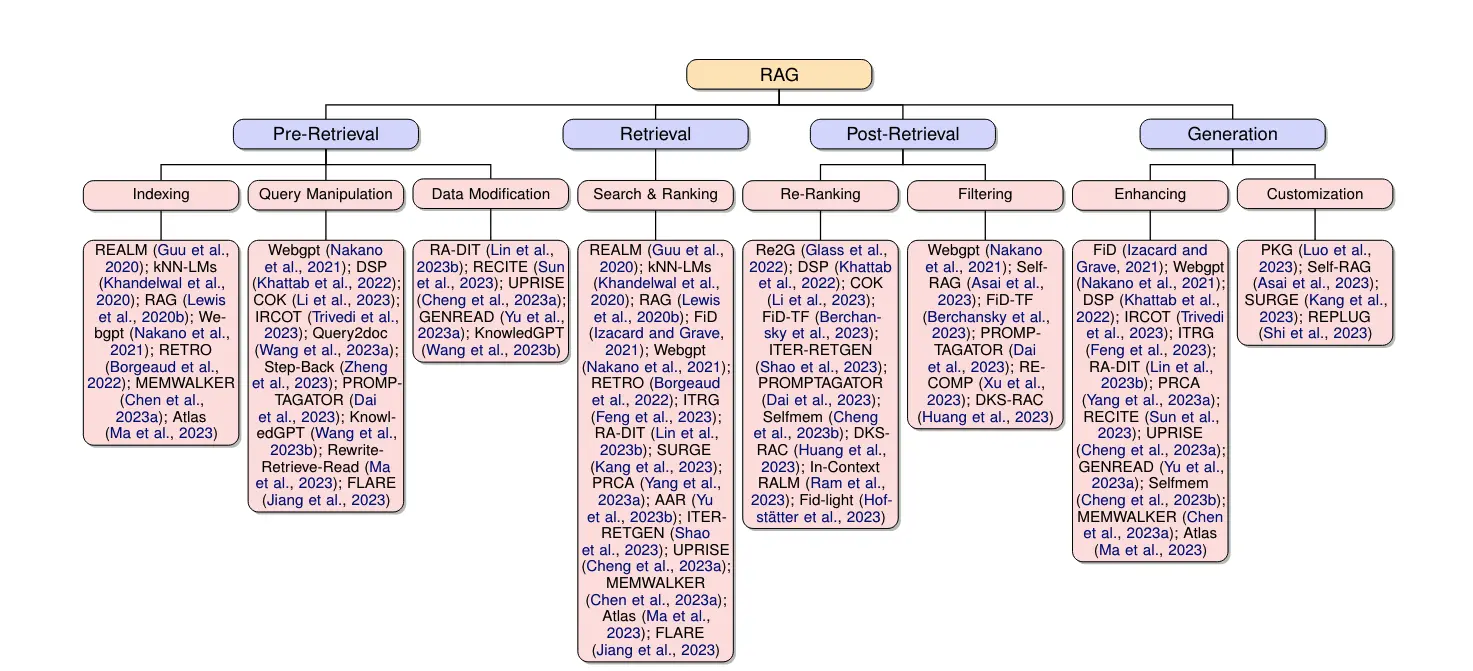 RAG
Pre-Retrieval
Retrieval
Post-Retrieval
Generation
Indexing
Query Manipulation
Data Modification
Search & Ranking
Re-Ranking
Filtering
Enhancing
Customization
REALM (Guu et al.,
2020); kNN-LMs
(Khandelwal et al.,
2020); RAG (Lewis
et al., 2020b); We-
bgpt (Nakano et al.,
2021); RETRO
(Borgeaud et al.,
2022); MEMWALKER
(Chen et al.,
2023a); Atlas
(Ma et al., 2023)
Webgpt (Nakano
et al., 2021); DSP
(Khattab et al., 2022);
COK (Li et al., 2023);
IRCOT (Trivedi et al.,
2023); Query2doc
(Wang et al., 2023a);
Step-Back (Zheng
et al., 2023); PROMP-
TAGATOR (Dai
et al., 2023); Knowl-
edGPT (Wang et al.,
2023b); Rewrite-
Retrieve-Read (Ma
et al., 2023); FLARE
(Jiang et al., 2023)
RA-DIT (Lin et al.,
2023b); RECITE (Sun
et al., 2023); UPRISE
(Cheng et al., 2023a);
GENREAD (Yu et al.,
2023a); KnowledGPT
(Wang et al., 2023b)
REALM (Guu et al.,
2020); kNN-LMs
(Khandelwal et al.,
2020); RAG (Lewis
et al., 2020b); FiD
(Izacard and Grave,
2021); Webgpt
(Nakano et al., 2021);
RETRO (Borgeaud
et al., 2022); ITRG
(Feng et al., 2023);
RA-DIT (Lin et al.,
2023b); SURGE
(Kang et al., 2023);
PRCA (Yang et al.,
2023a); AAR (Yu
et al., 2023b); ITER-
RETGEN (Shao
et al., 2023); UPRISE
(Cheng et al., 2023a);
MEMWALKER
(Chen et al., 2023a);
Atlas (Ma et al.,
2023); FLARE
(Jiang et al., 2023)
Re2G (Glass et al.,
2022); DSP (Khattab
et al., 2022); COK
(Li et al., 2023);
FiD-TF (Berchan-
sky et al., 2023);
ITER-RETGEN
(Shao et al., 2023);
PROMPTAGATOR
(Dai et al., 2023);
Selfmem (Cheng
et al., 2023b); DKS-
RAC (Huang et al.,
2023); In-Context
RALM (Ram et al.,
2023); Fid-light (Hof-
stätter et al., 2023)
Webgpt (Nakano
et al., 2021); Self-
RAG (Asai et al.,
2023); FiD-TF
(Berchansky et al.,
2023); PROMP-
TAGATOR (Dai
et al., 2023); RE-
COMP (Xu et al.,
2023); DKS-RAC
(Huang et al., 2023)
FiD (Izacard and
Grave, 2021); Webgpt
(Nakano et al., 2021);
DSP (Khattab et al.,
2022); IRCOT (Trivedi
et al., 2023); ITRG
(Feng et al., 2023);
RA-DIT (Lin et al.,
2023b); PRCA
(Yang et al., 2023a);
RECITE (Sun et al.,
2023); UPRISE
(Cheng et al., 2023a);
GENREAD (Yu et al.,
2023a); Selfmem
(Cheng et al., 2023b);
MEMWALKER (Chen
et al., 2023a); Atlas
(Ma et al., 2023)
PKG (Luo et al.,
2023); Self-RAG
(Asai et al., 2023);
SURGE (Kang et al.,
2023); REPLUG
(Shi et al., 2023)